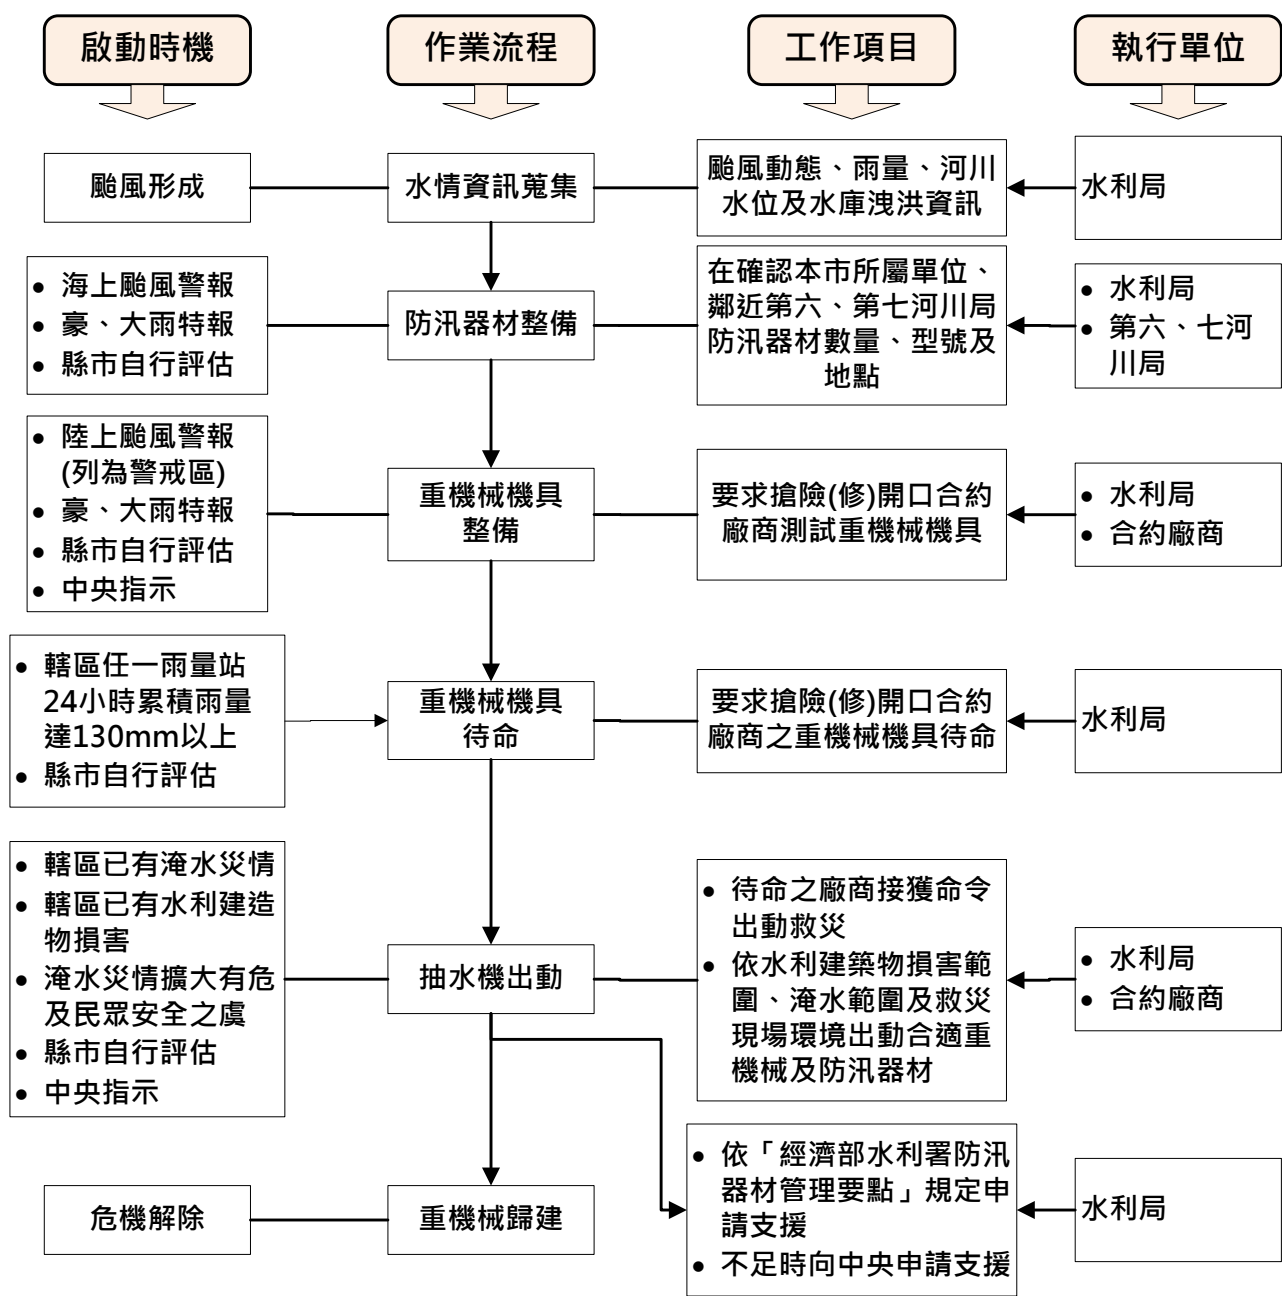 啟動時機
作業流程
工作項目
執行單位
颱風形成
水情資訊蒐集
颱風動態、雨量、河川
水位及水庫洩洪資訊
水利局
• 海上颱風警報
• 豪、大雨特報
• 縣市自行評估
防汛器材整備
在確認本市所屬單位、
鄰近第六、第七河川局
防汛器材數量、型號及
地點
• 水利局
• 第六、七河
川局
• 陸上颱風警報
(列為警戒區)
• 豪、大雨特報
• 縣市自行評估
• 中央指示
重機械機具
整備
要求搶險(修)開口合約
廠商測試重機械機具
• 水利局
• 合約廠商
• 轄區任一雨量站
24小時累積雨量
達130mm以上
• 縣市自行評估
重機械機具
待命
要求搶險(修)開口合約
廠商之重機械機具待命
水利局
• 轄區已有淹水災情
• 轄區已有水利建造
物損害
• 淹水災情擴大有危
及民眾安全之虞
• 縣市自行評估
• 中央指示
抽水機出動
• 待命之廠商接獲命令
出動救災
• 依水利建築物損害範
圍、淹水範圍及救災
現場環境出動合適重
機械及防汛器材
• 水利局
• 合約廠商
危機解除
重機械歸建
• 依「經濟部水利署防汛
器材管理要點」規定申
請支援
• 不足時向中央申請支援
水利局